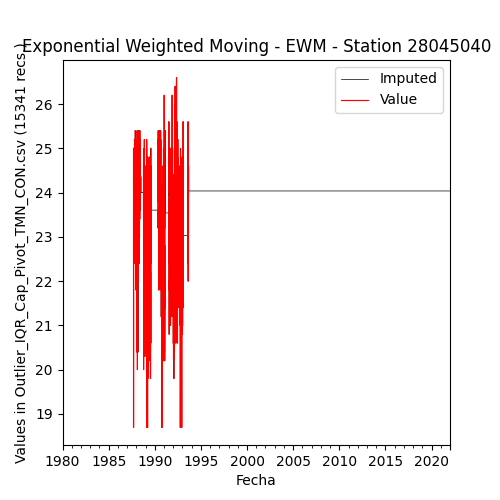 Exponential Weighted Moving - EWM - Station 28045040
Values in Outlier_IQR_Cap_Pivot_TMN_CON.csv (15341 recs.)
Imputed
Value
26
25
24
23
22
21
20
19
1980 1985 1990 1995 2000 2005 2010 2015 2020
Fecha